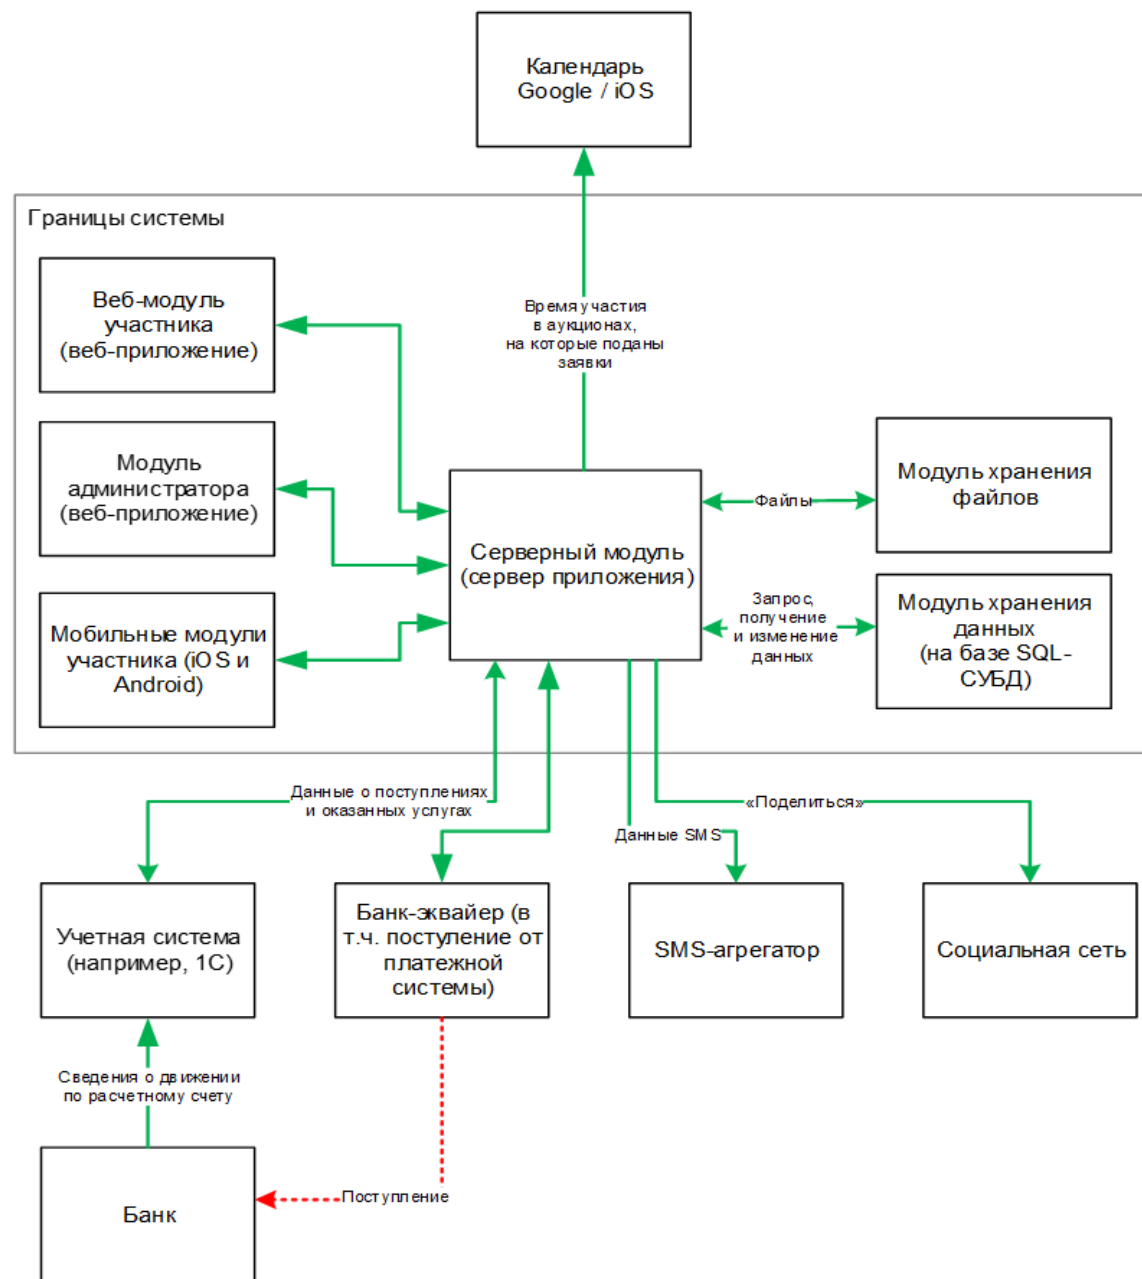 Календарь
Google / iOS
Границы системы
Веб-модуль
участника
(веб-приложение)
Время участия
в аукционах,
на которые поданы
заявки
Модуль
администратора
(веб-приложение)
Модуль хранения
файлов
Файлы
Серверный модуль
(сервер приложения)
Запрос,
получение
и изменение
данных
Модуль хранения
данных
(на базе SQL-
СУБД)
Мобильные модули
участника (iOS и
Android)
Данные о поступлениях
и оказанных услугах
«Поделиться»
Данные SMS
Учетная система
(например, 1С)
Банк-эквайер (в
т.ч. поступление от
платежной
системы)
SMS-агрегатор
Социальная сеть
Сведения о движении
по расчетному счету
Поступление
Банк